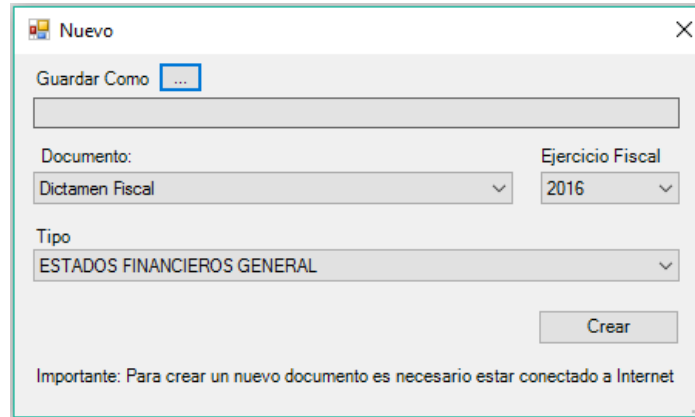 Nuevo
Guardar Como ...
Documento: Ejercicio Fiscal
Dictamen Fiscal 2016
Tipo
ESTADOS FINANCIEROS GENERAL
Crear
Importante: Para crear un nuevo documento es necesario estar conectado a Internet